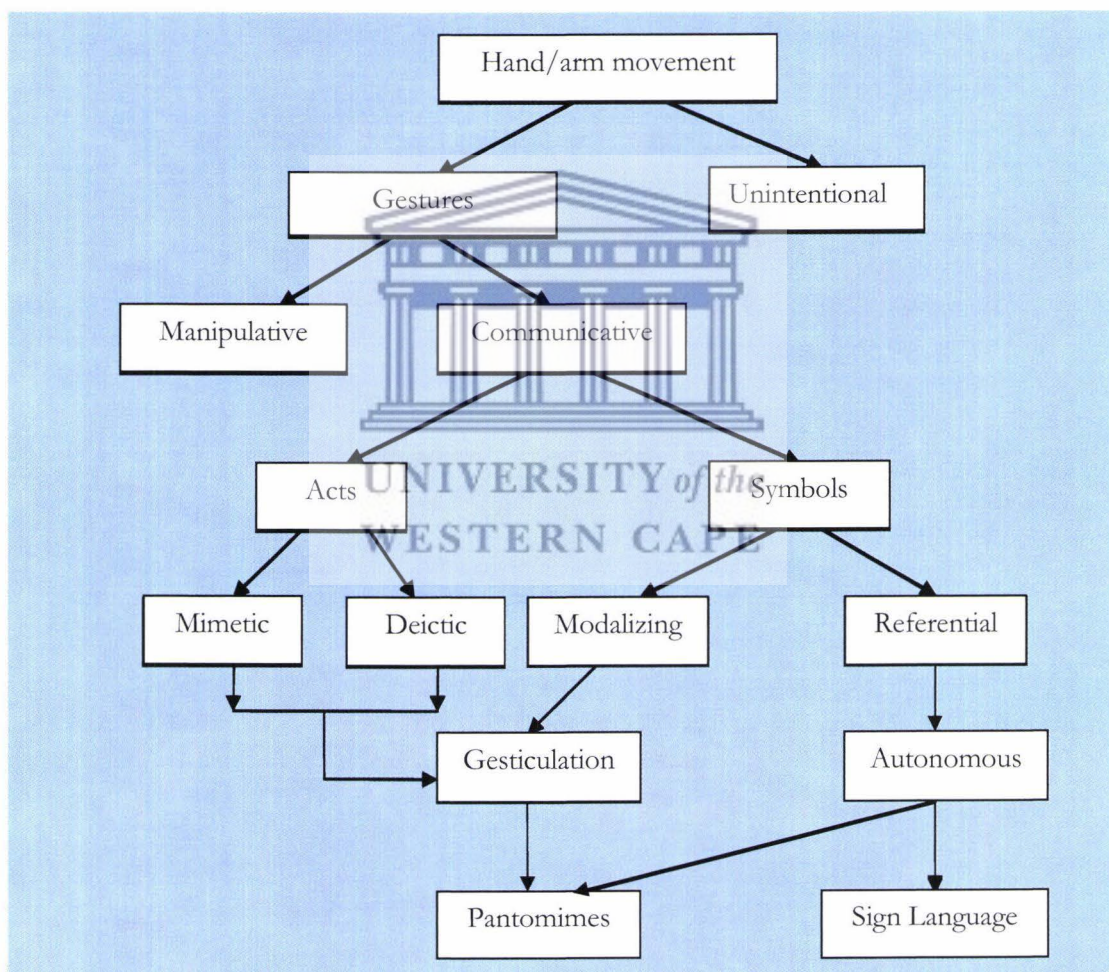 Hand/arm movement
Gestures
Unintentional
Manipulative
Communicative
Acts
Symbols
UNIVERSITY of the
WESTERN CAPE
Mimetic
Deictic
Modalizing
Referential
Gesticulation
Autonomous
Pantomimes
Sign Language